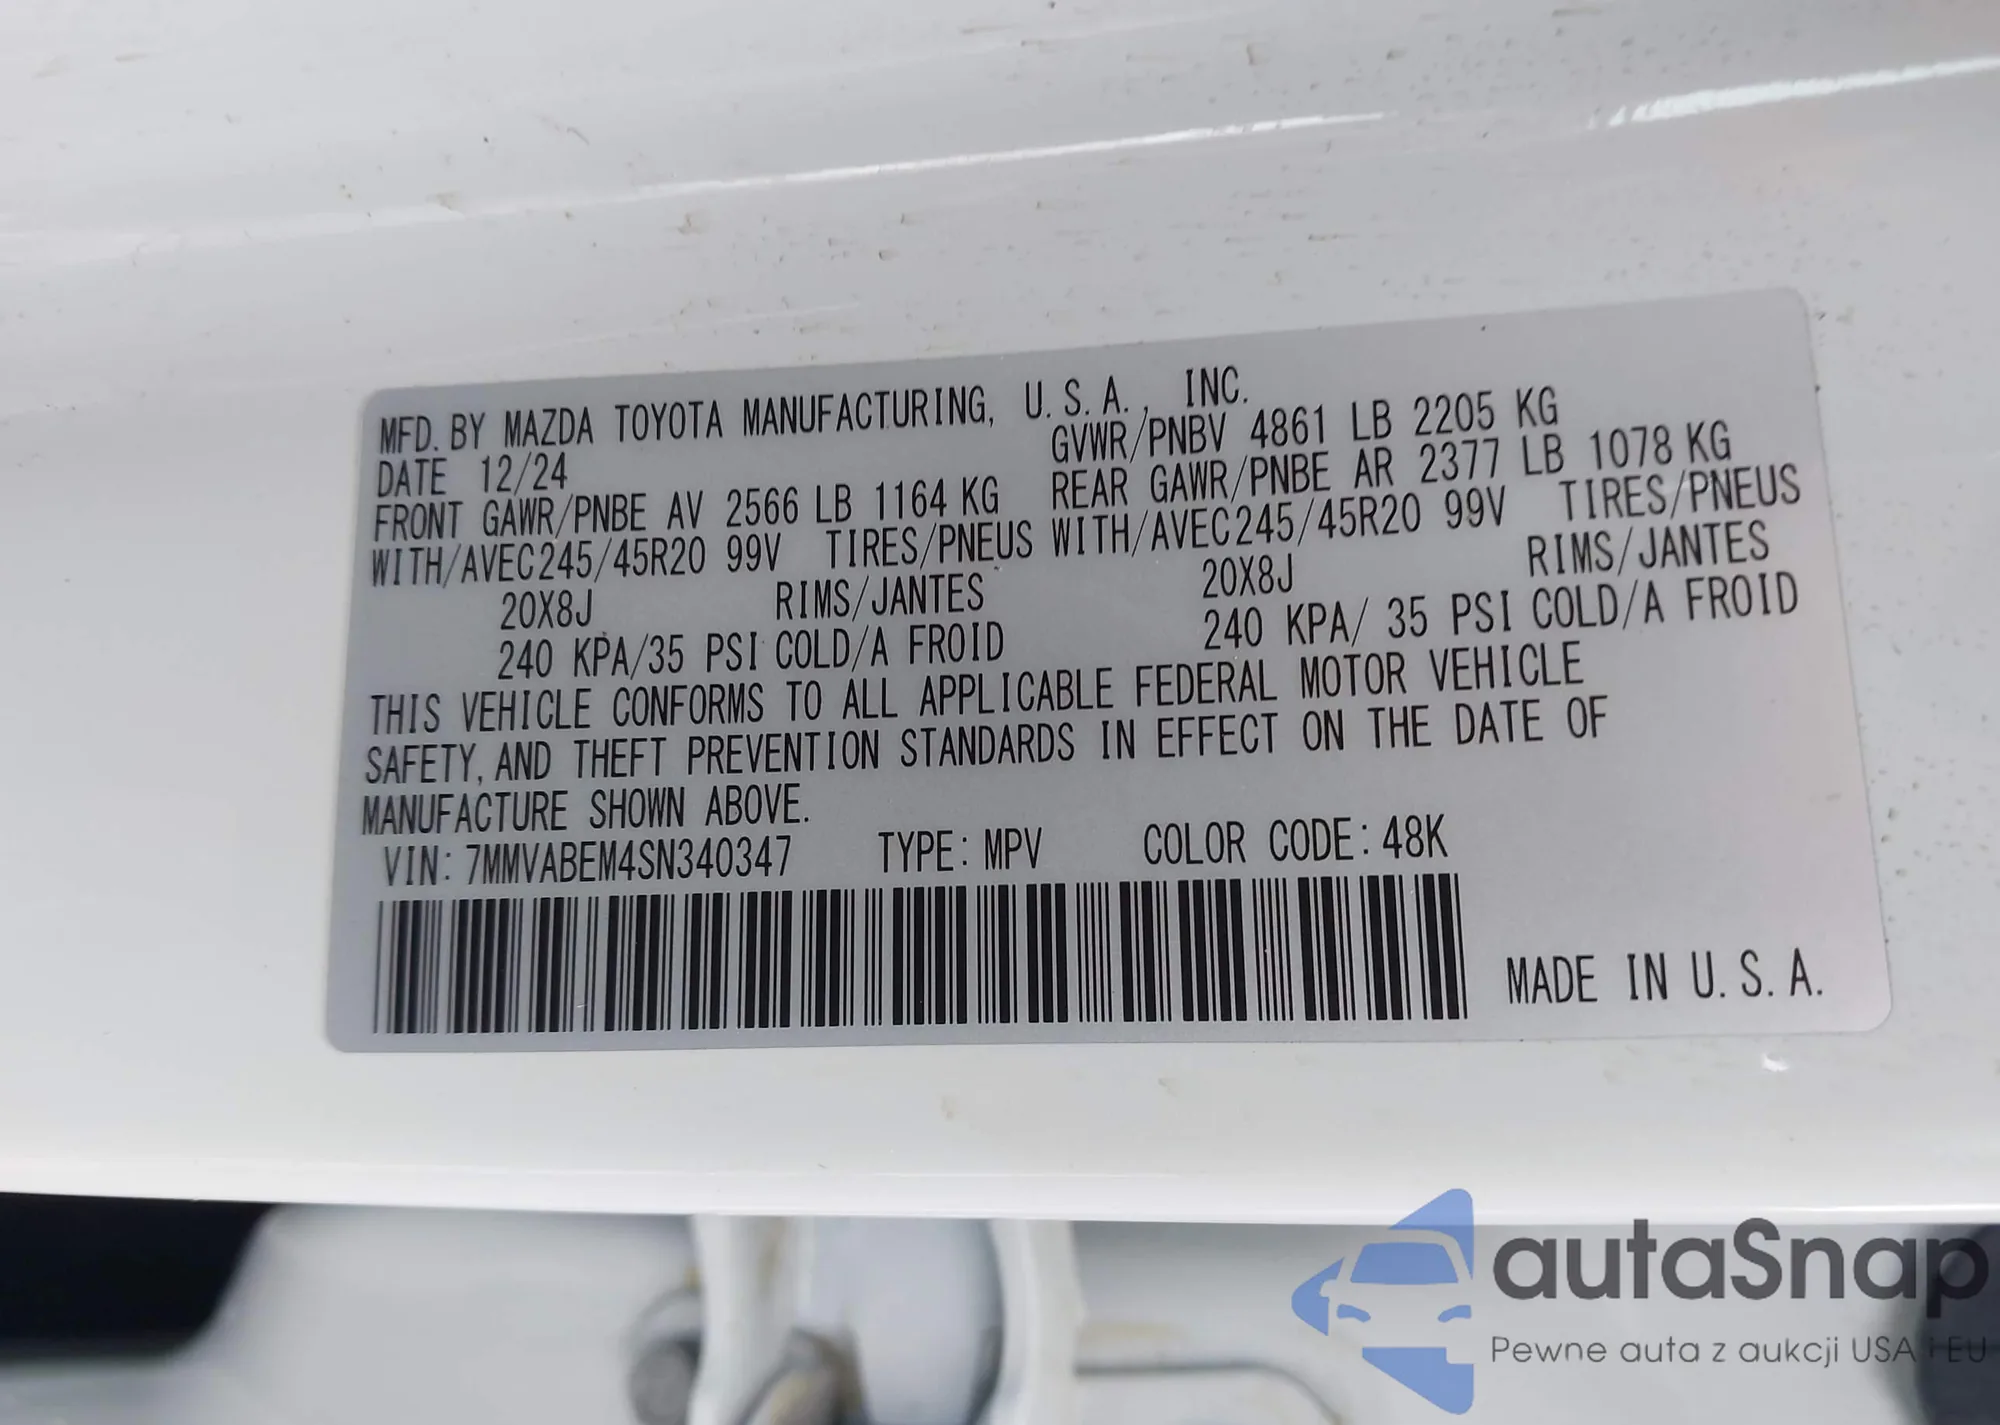 MFD. BY MAZDA TOYOTA MANUFACTURING, U.S.A., INC.
DATE 12/24 GVWR/PNBV 4861 LB 2205 KG
FRONT GAWR/PNBE AV 2566 LB 1164 KG REAR GAWR/PNBE AR 2377 LB 1078 KG
WITH/AVEC 245/45R20 99V TIRES/PNEUS WITH/AVEC 245/45R20 99V TIRES/PNEUS
20X8J RIMS/JANTES 20X8J RIMS/JANTES
240 KPA/35 PSI COLD/A FROID 240 KPA/ 35 PSI COLD/A FROID
THIS VEHICLE CONFORMS TO ALL APPLICABLE FEDERAL MOTOR VEHICLE
SAFETY, AND THEFT PREVENTION STANDARDS IN EFFECT ON THE DATE OF
MANUFACTURE SHOWN ABOVE.
VIN: 7MMVABEM4SN340347 TYPE: MPV COLOR CODE: 48K
MADE IN U.S.A.
autaSnap
Pewne auta z aukcji USA i EU